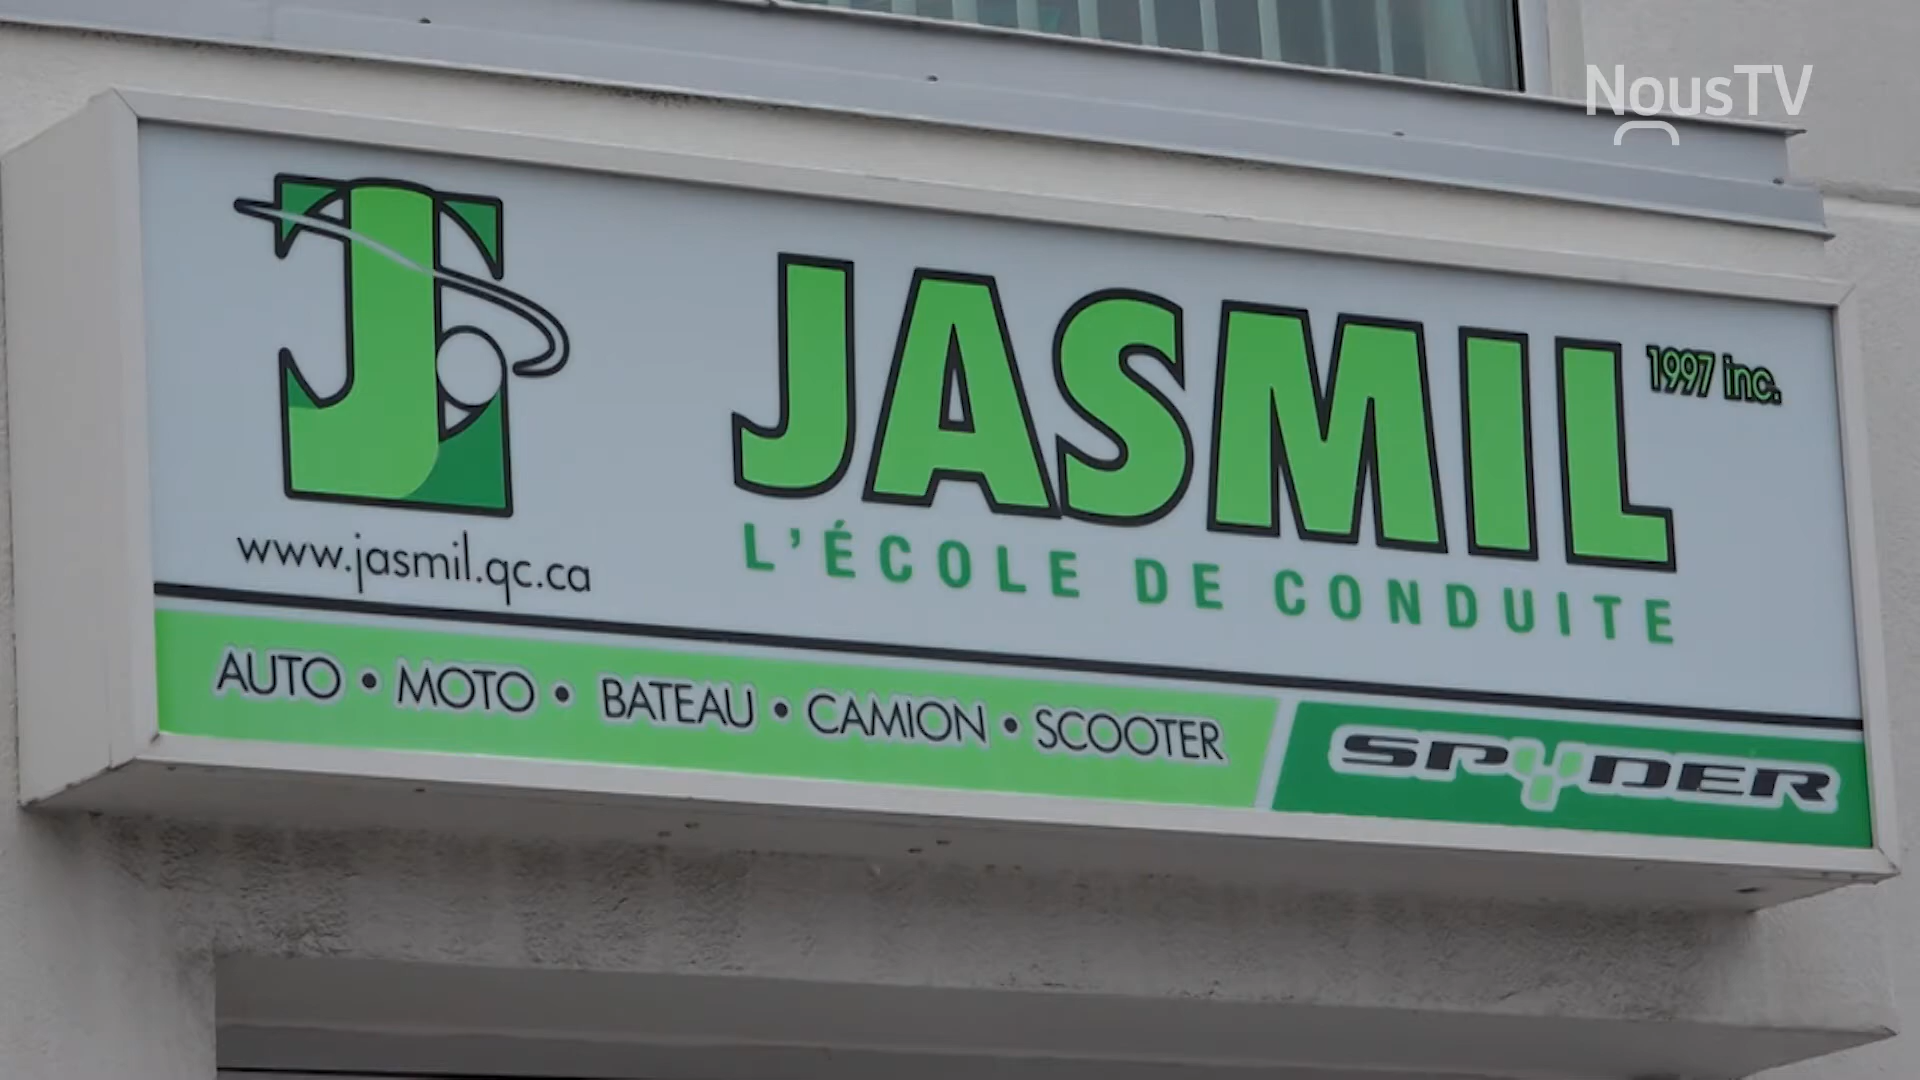 NousTV
JASMIL 1997 inc.
L'ÉCOLE DE CONDUITE
www.jasmil.qc.ca
AUTO • MOTO • BATEAU • CAMION • SCOOTER
SPYDER